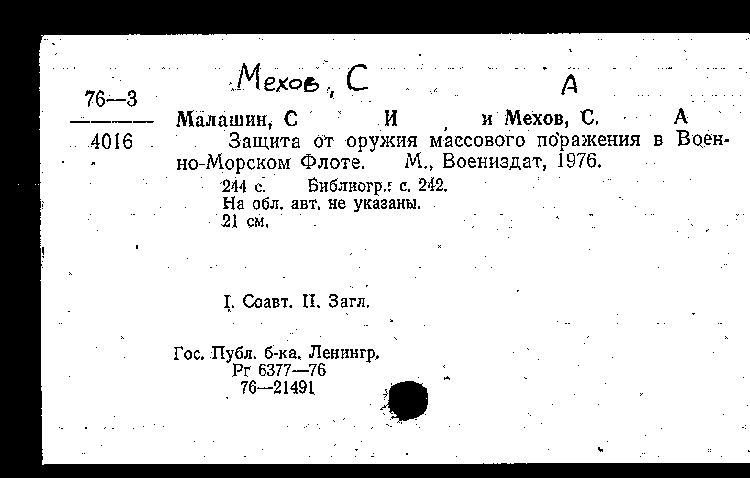 Мехов, С А
76—3
Малашин, С И и Мехов, С. А
4016
Защита от оружия массового поражения в Воен-
но-Морском Флоте. М., Воениздат, 1976.
244 с. Библиогр.: с. 242.
На обл. авт. не указаны.
21 см.
I. Соавт. II. Загл.
Гос. Публ. б-ка. Ленингр.
Рг 6377—76
76—21491